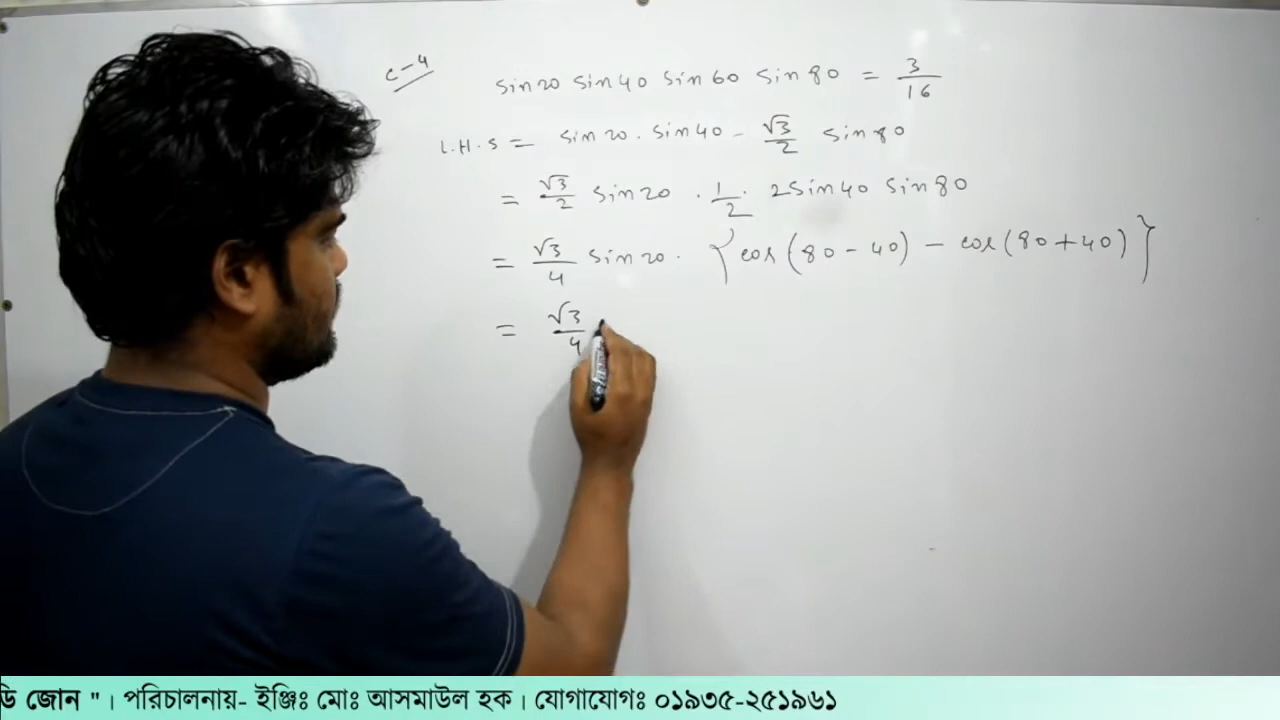 c-4
sin20 sin40 sin60 sin80 = 3/16
L.H.S = sin20 . sin40 - √3/2 sin80
= √3/2 sin20 . 1/2 . 2sin40 sin80
= √3/4 sin20 . {cos(80-40) - cos(80+40)}
= √3/4
ডি জোন "। পরিচালনায়- ইঞ্জিঃ মোঃ আসমাউল হক। যোগাযোগঃ ০১৯৩৫-২৫১৯৬১